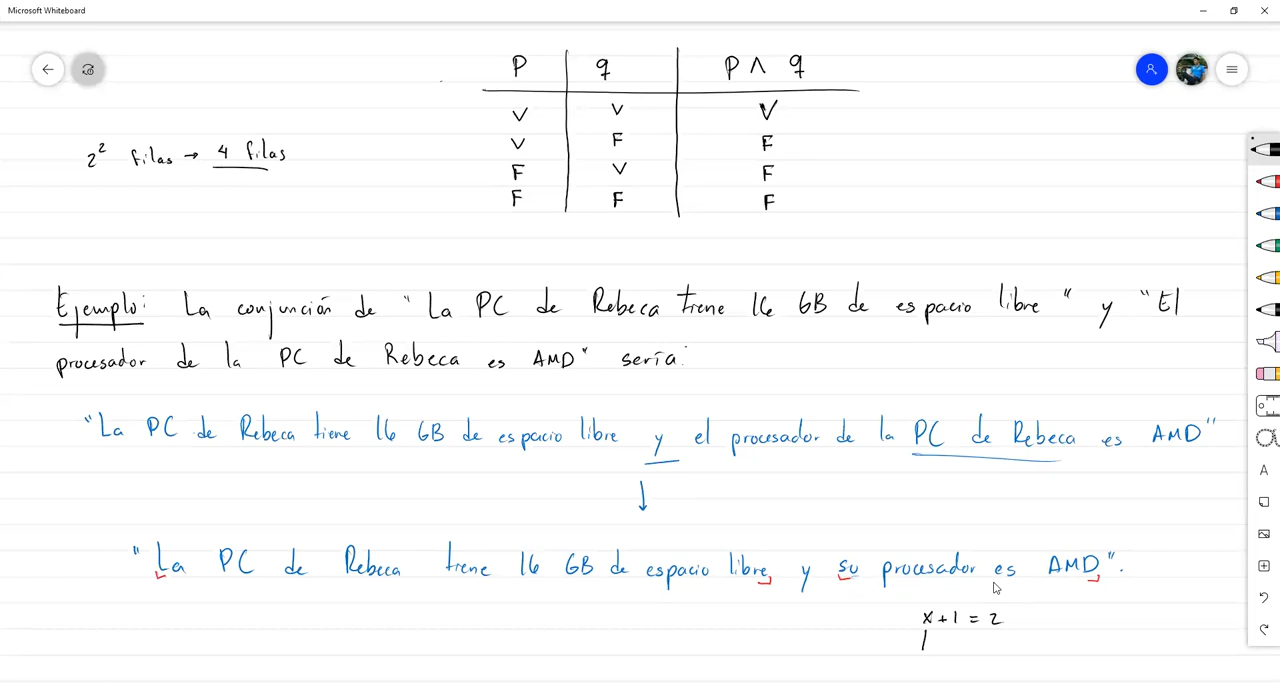 Microsoft Whiteboard
P q P ∧ q
V V V
V F F
F V F
F F F
2² filas → 4 filas
Ejemplo: La conjunción de "La PC de Rebeca tiene 16 GB de espacio libre" y "El
procesador de la PC de Rebeca es AMD" sería:
"La PC de Rebeca tiene 16 GB de espacio libre y el procesador de la PC de Rebeca es AMD"
↓
"La PC de Rebeca tiene 16 GB de espacio libre y su procesador es AMD".
x + 1 = 2
A